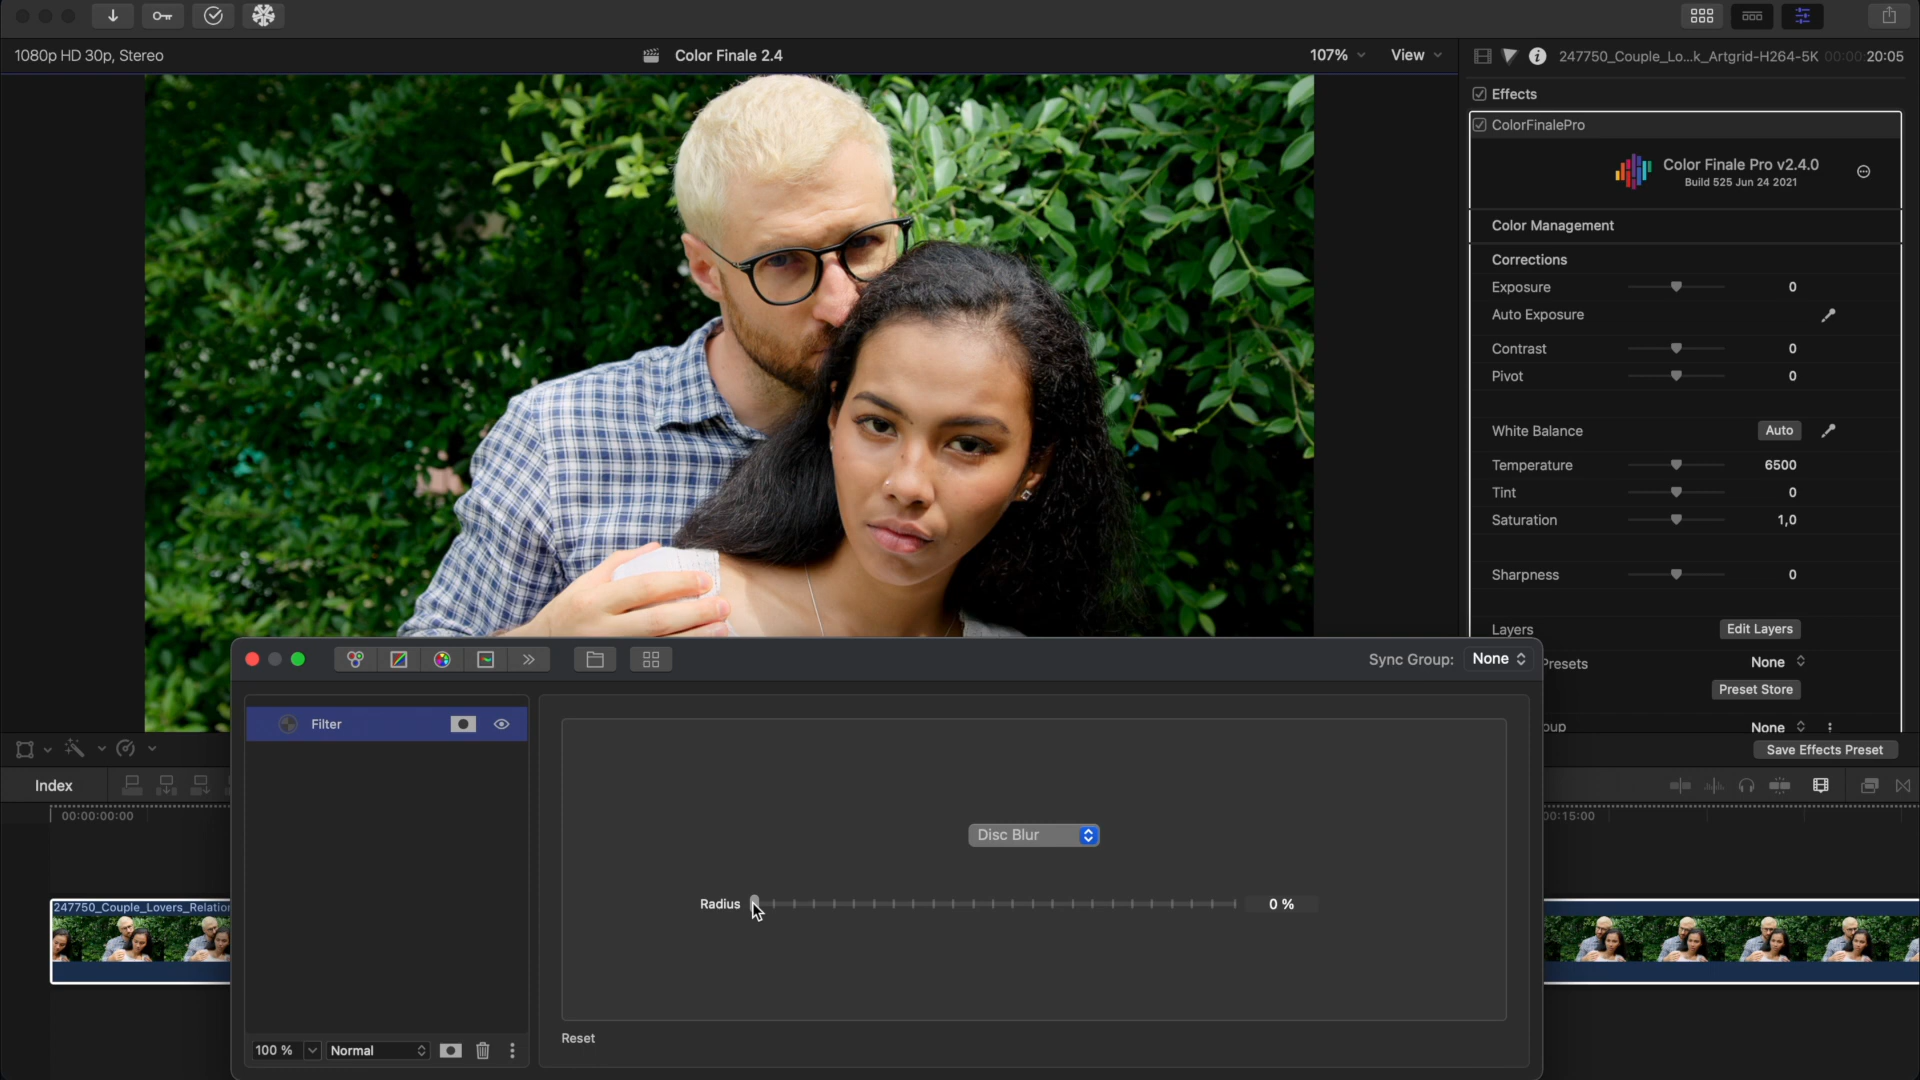 1080p HD 30p, Stereo
Color Finale 2.4
107%
View
247750_Couple_Lo...k_Artgrid-H264-5K
00:00:20:05
Effects
ColorFinalePro
Color Finale Pro v2.4.0
Build 525 Jun 24 2021
Color Management
Corrections
Exposure 0
Auto Exposure
Contrast 0
Pivot 0
White Balance Auto
Temperature 6500
Tint 0
Saturation 1,0
Sharpness 0
Layers Edit Layers
Presets None
Preset Store
oup None
Save Effects Preset
Sync Group: None
Filter
Disc Blur
Radius 0 %
Reset
100 % Normal
Index
00:00:00:00
00:15:00
247750_Couple_Lovers_Relation